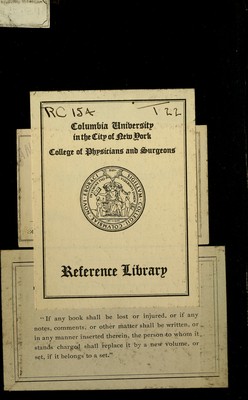 RC 154 T 22
Columbia University
in the City of New York
College of Physicians and Surgeons
Reference Library
"If any book shall be lost or injured, or if any
notes, comments, or other matter shall be written, or
in any manner inserted therein, the person to whom it
stands charged shall replace it by a new volume, or
set, if it belongs to a set."